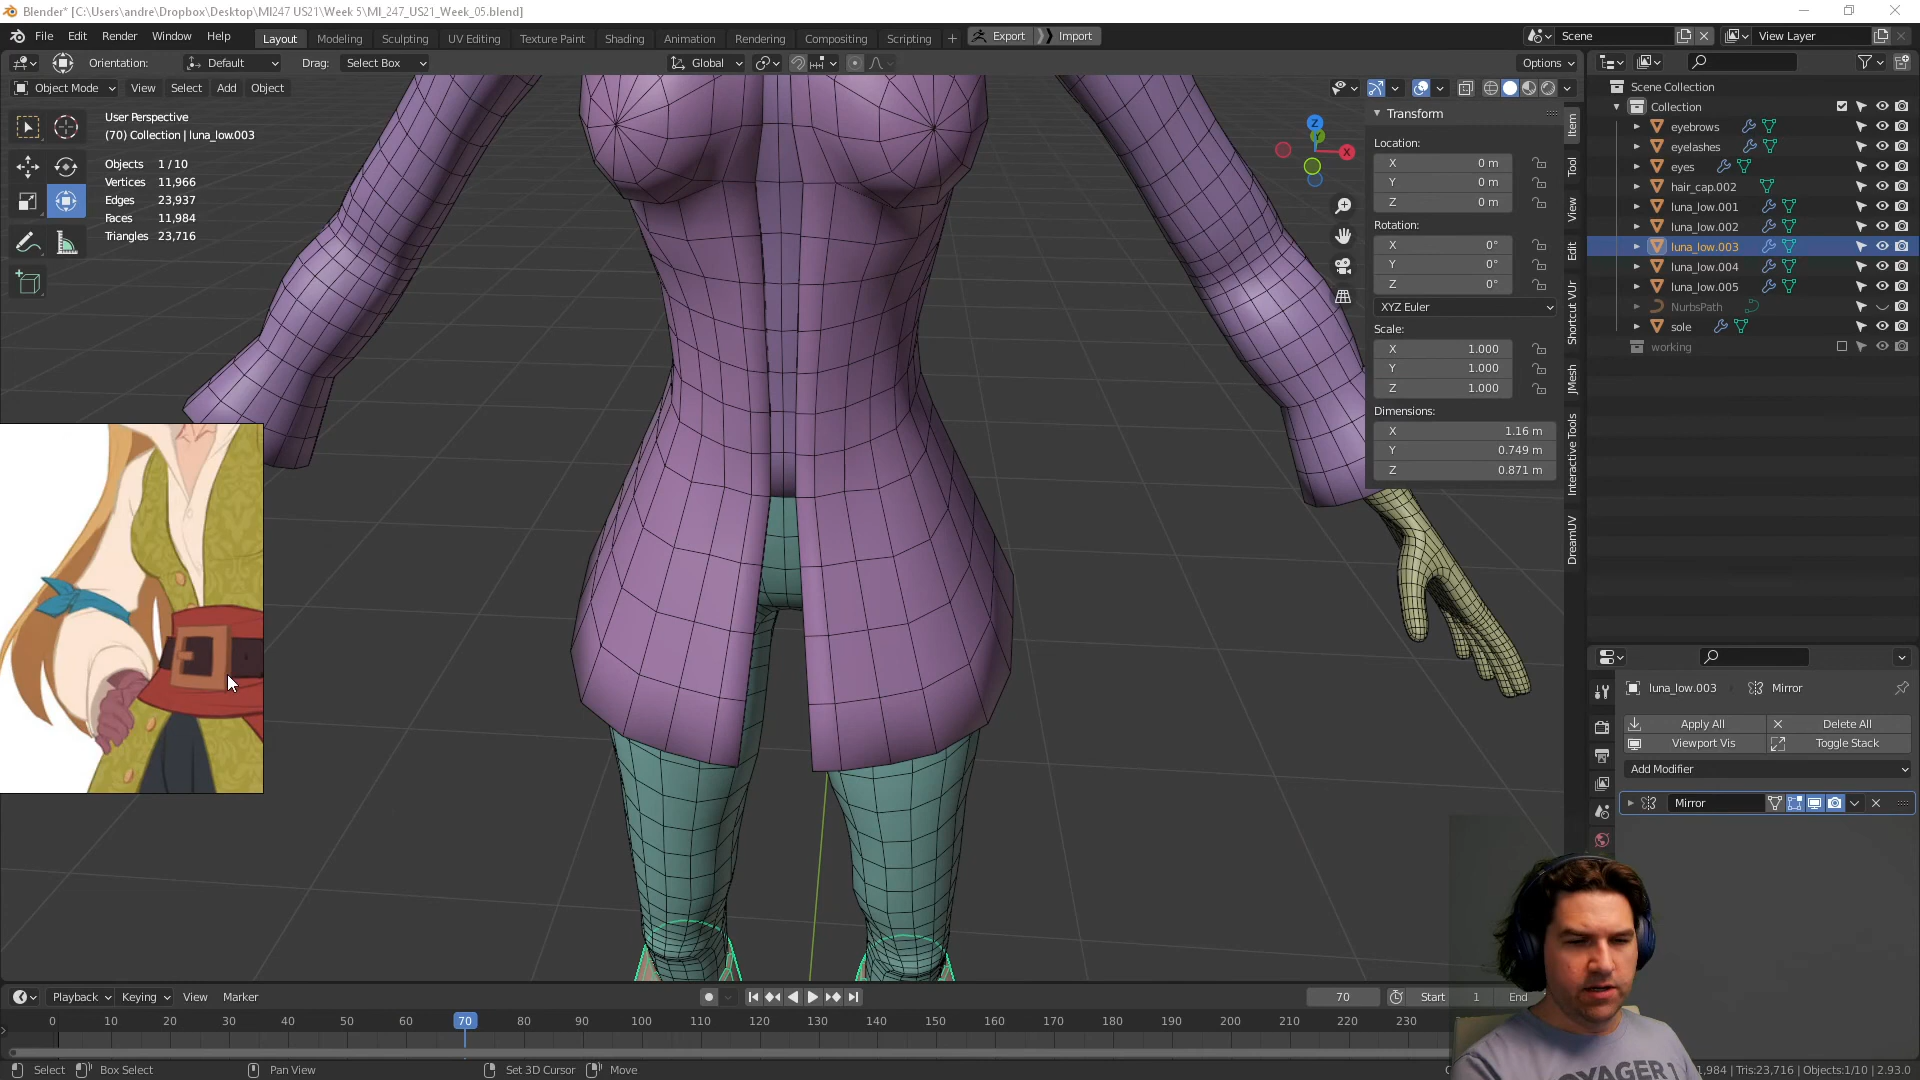 Blender* [C:\Users\andre\Dropbox\Desktop\MI247 US21\Week 5\MI_247_US21_Week_05.blend]
File Edit Render Window Help Layout Modeling Sculpting UV Editing Texture Paint Shading Animation Rendering Compositing Scripting + Export Import Scene View Layer
Orientation: Default Drag: Select Box Global Options
Object Mode View Select Add Object
User Perspective
(70) Collection | luna_low.003
Objects 1 / 10
Vertices 11,966
Edges 23,937
Faces 11,984
Triangles 23,716
Z
Y
X
Transform
Location:
X 0 m
Y 0 m
Z 0 m
Rotation:
X 0°
Y 0°
Z 0°
XYZ Euler
Scale:
X 1.000
Y 1.000
Z 1.000
Dimensions:
X 1.16 m
Y 0.749 m
Z 0.871 m
Item
Tool
View
Edit
Shortcut VUr
JMesh
Interactive Tools
DreamUV
Scene Collection
Collection
eyebrows
eyelashes
eyes
hair_cap.002
luna_low.001
luna_low.002
luna_low.003
luna_low.004
luna_low.005
NurbsPath
sole
working
luna_low.003 Mirror
Apply All Delete All
Viewport Vis Toggle Stack
Add Modifier
Mirror
Playback Keying View Marker 70 Start 1 End
0 10 20 30 40 50 60 70 80 90 100 110 120 130 140 150 160 170 180 190 200 210 220 230
Select Box Select Pan View Set 3D Cursor Move 1,984 | Tris:23,716 | Objects:1/10 | 2.93.0